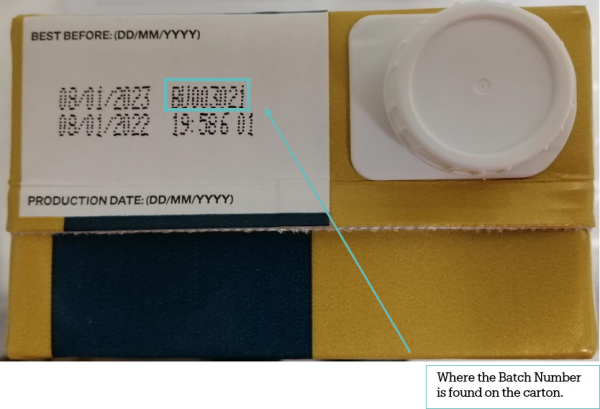 BEST BEFORE: (DD/MM/YYYY)
08/01/2023 BU003021
08/01/2022 19:586 01
PRODUCTION DATE: (DD/MM/YYYY)
Where the Batch Number
is found on the carton.